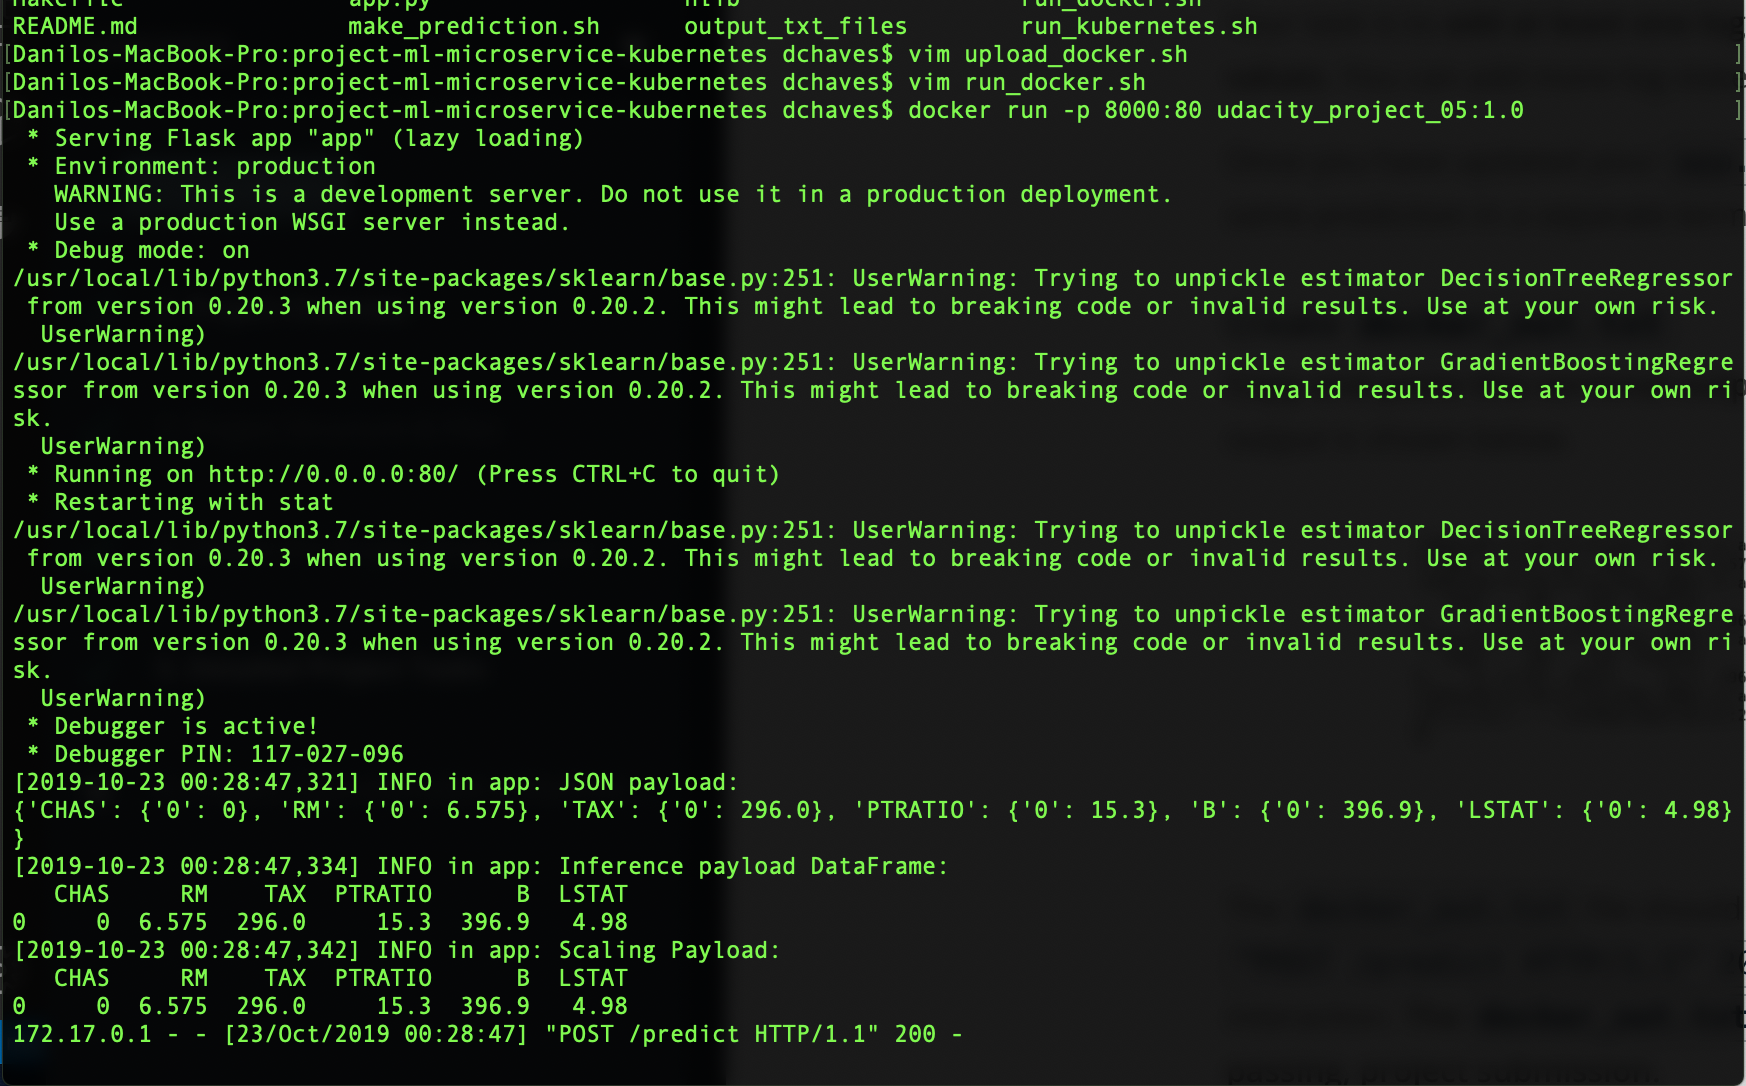 Makefile app.py nlib run_docker.sh
README.md make_prediction.sh output_txt_files run_kubernetes.sh
[Danilos-MacBook-Pro:project-ml-microservice-kubernetes dchaves$ vim upload_docker.sh ]
[Danilos-MacBook-Pro:project-ml-microservice-kubernetes dchaves$ vim run_docker.sh ]
[Danilos-MacBook-Pro:project-ml-microservice-kubernetes dchaves$ docker run -p 8000:80 udacity_project_05:1.0 ]
 * Serving Flask app "app" (lazy loading)
 * Environment: production
   WARNING: This is a development server. Do not use it in a production deployment.
   Use a production WSGI server instead.
 * Debug mode: on
/usr/local/lib/python3.7/site-packages/sklearn/base.py:251: UserWarning: Trying to unpickle estimator DecisionTreeRegressor
 from version 0.20.3 when using version 0.20.2. This might lead to breaking code or invalid results. Use at your own risk.
  UserWarning)
/usr/local/lib/python3.7/site-packages/sklearn/base.py:251: UserWarning: Trying to unpickle estimator GradientBoostingRegre
ssor from version 0.20.3 when using version 0.20.2. This might lead to breaking code or invalid results. Use at your own ri
sk.
  UserWarning)
 * Running on http://0.0.0.0:80/ (Press CTRL+C to quit)
 * Restarting with stat
/usr/local/lib/python3.7/site-packages/sklearn/base.py:251: UserWarning: Trying to unpickle estimator DecisionTreeRegressor
 from version 0.20.3 when using version 0.20.2. This might lead to breaking code or invalid results. Use at your own risk.
  UserWarning)
/usr/local/lib/python3.7/site-packages/sklearn/base.py:251: UserWarning: Trying to unpickle estimator GradientBoostingRegre
ssor from version 0.20.3 when using version 0.20.2. This might lead to breaking code or invalid results. Use at your own ri
sk.
  UserWarning)
 * Debugger is active!
 * Debugger PIN: 117-027-096
[2019-10-23 00:28:47,321] INFO in app: JSON payload:
{'CHAS': {'0': 0}, 'RM': {'0': 6.575}, 'TAX': {'0': 296.0}, 'PTRATIO': {'0': 15.3}, 'B': {'0': 396.9}, 'LSTAT': {'0': 4.98}
}
[2019-10-23 00:28:47,334] INFO in app: Inference payload DataFrame:
   CHAS     RM    TAX  PTRATIO      B  LSTAT
0     0  6.575  296.0     15.3  396.9   4.98
[2019-10-23 00:28:47,342] INFO in app: Scaling Payload:
   CHAS     RM    TAX  PTRATIO      B  LSTAT
0     0  6.575  296.0     15.3  396.9   4.98
172.17.0.1 - - [23/Oct/2019 00:28:47] "POST /predict HTTP/1.1" 200 -